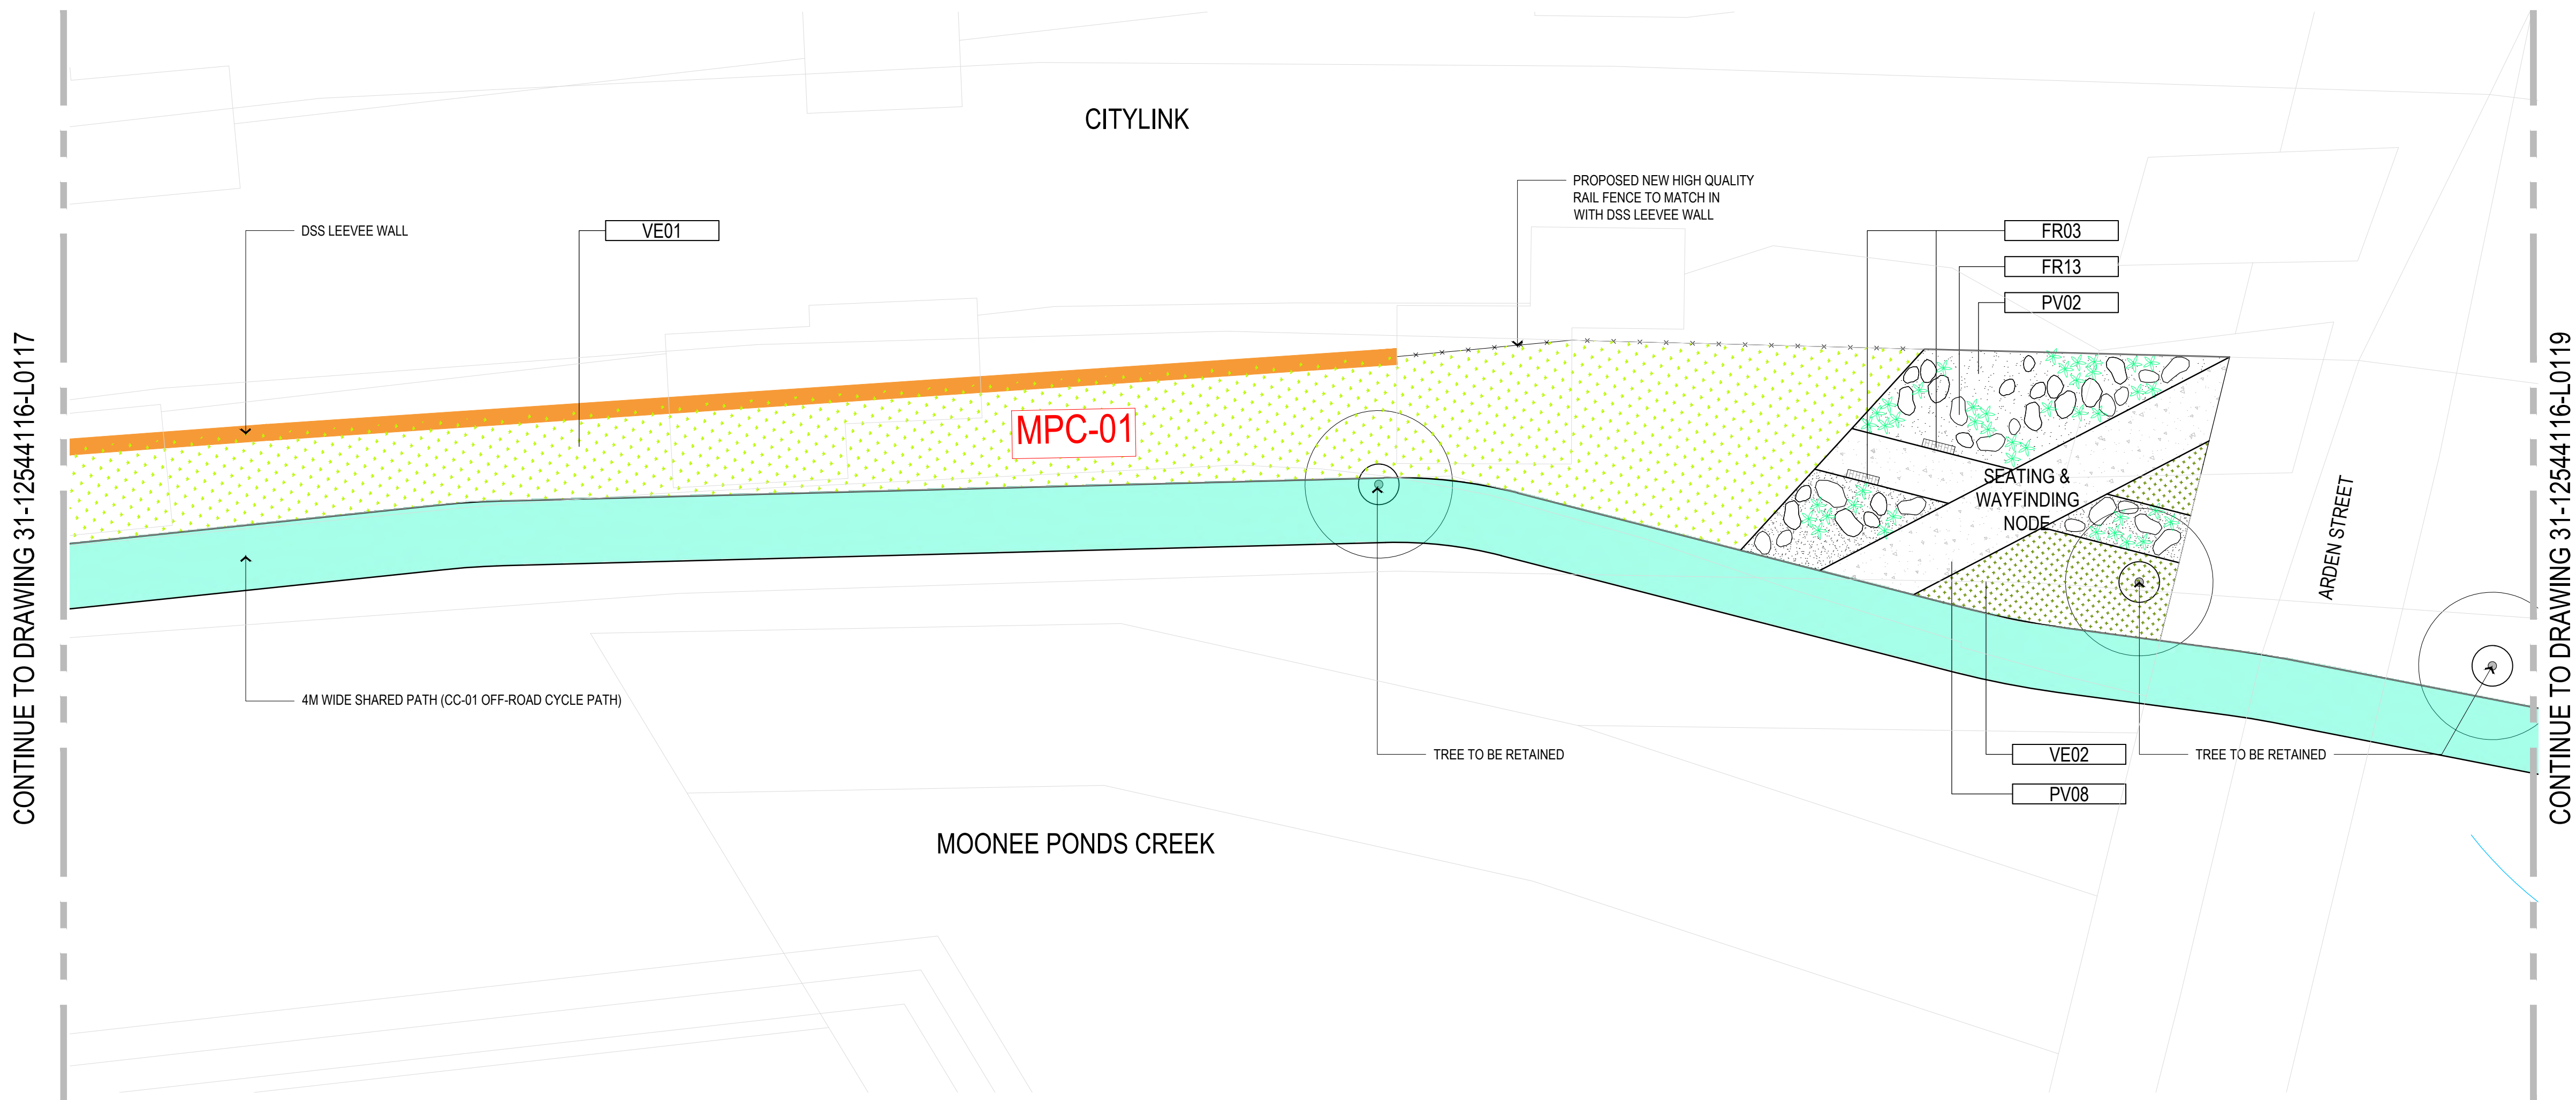 CITYLINK
PROPOSED NEW HIGH QUALITY
RAIL FENCE TO MATCH IN
WITH DSS LEEVEE WALL
DSS LEEVEE WALL
VE01
FR03
FR13
PV02
CONTINUE TO DRAWING 31-12544116-L0117
CONTINUE TO DRAWING 31-12544116-L0119
MPC-01
SEATING &
WAYFINDING
NODE
ARDEN STREET
4M WIDE SHARED PATH (CC-01 OFF-ROAD CYCLE PATH)
TREE TO BE RETAINED
VE02
TREE TO BE RETAINED
PV08
MOONEE PONDS CREEK